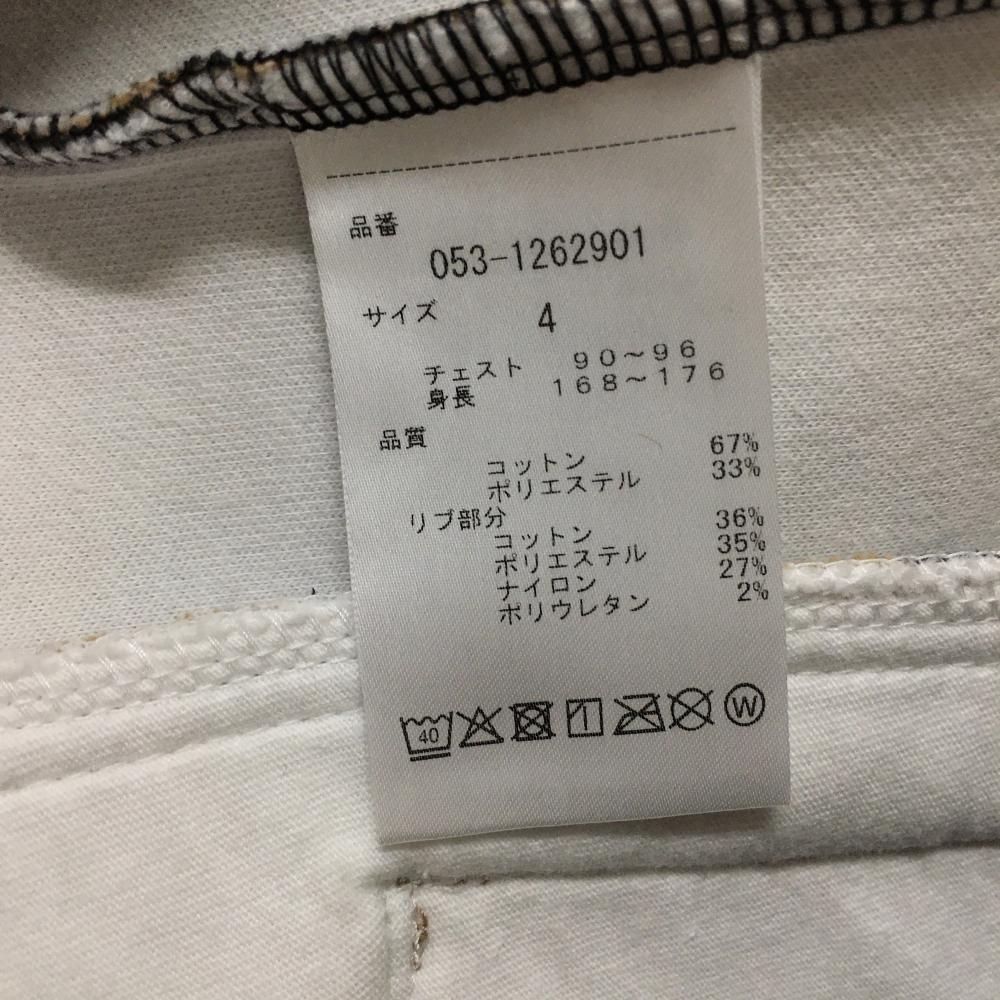 品番
053-1262901
サイズ 4
チェスト 90～96
身長 168～176
品質
コットン 67%
ポリエステル 33%
リブ部分
コットン 36%
ポリエステル 35%
ナイロン 27%
ポリウレタン 2%
40 W